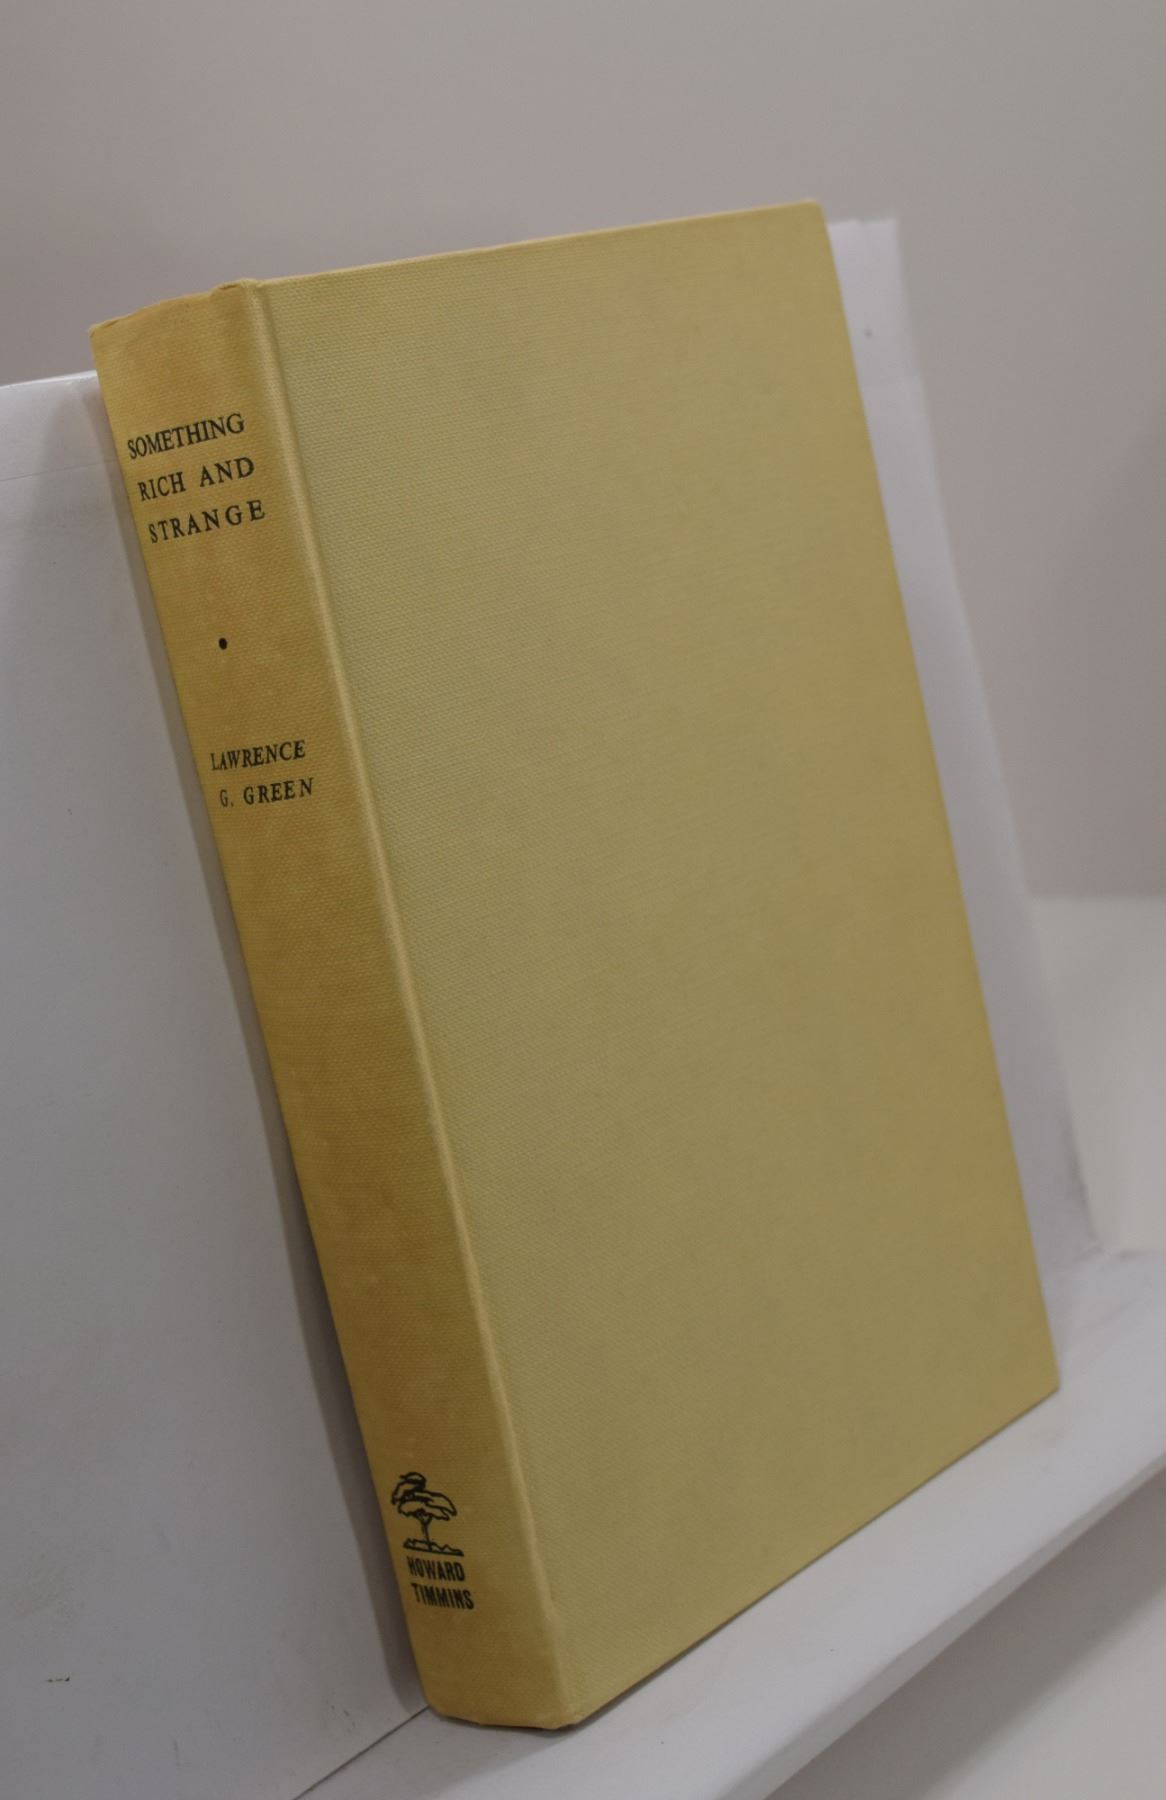 SOMETHING
RICH AND
STRANGE
•
LAWRENCE
G. GREEN
HOWARD
TIMMINS